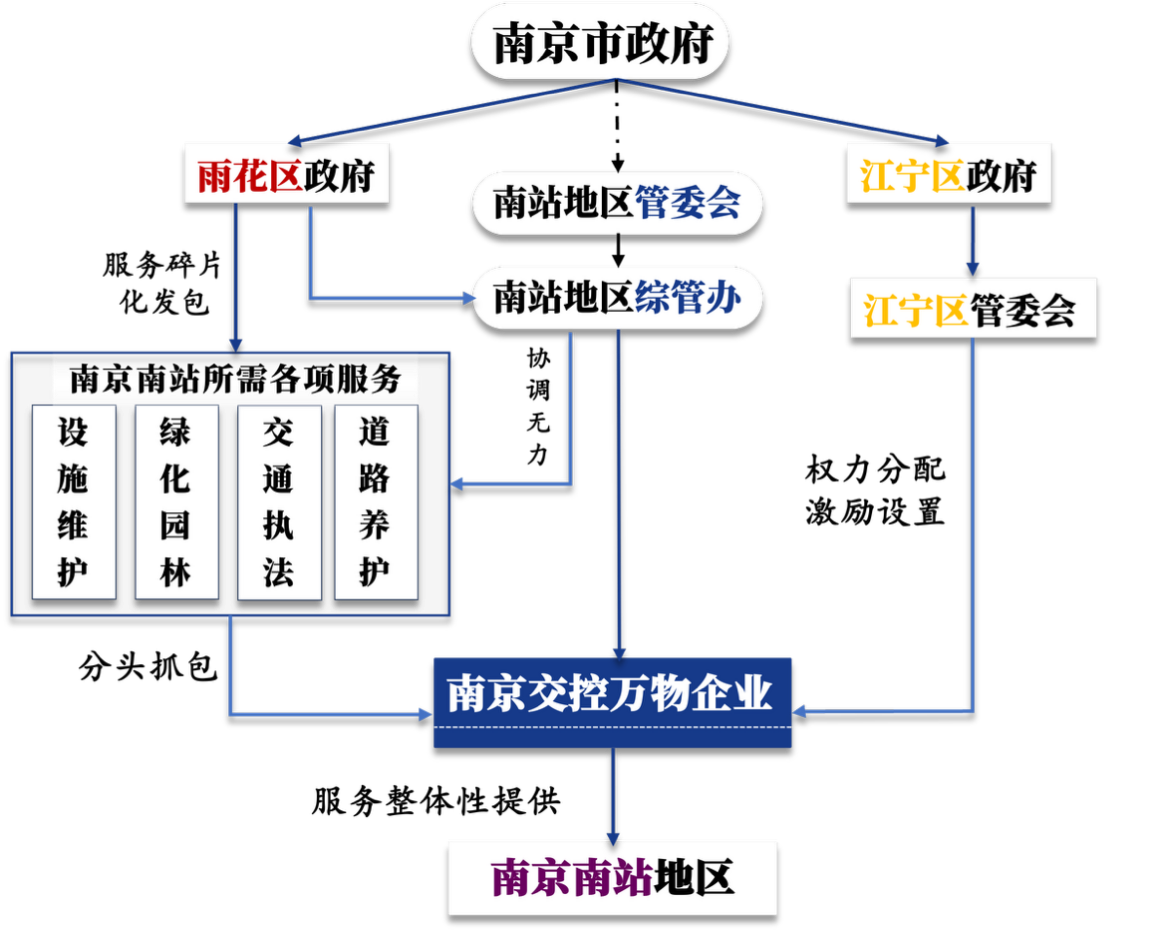 南京市政府
雨花区政府
江宁区政府
南站地区管委会
服务碎片
化发包
南站地区综管办
江宁区管委会
协调无力
南京南站所需各项服务
设施维护
绿化园林
交通执法
道路养护
权力分配
激励设置
分头抓包
南京交控万物企业
服务整体性提供
南京南站地区